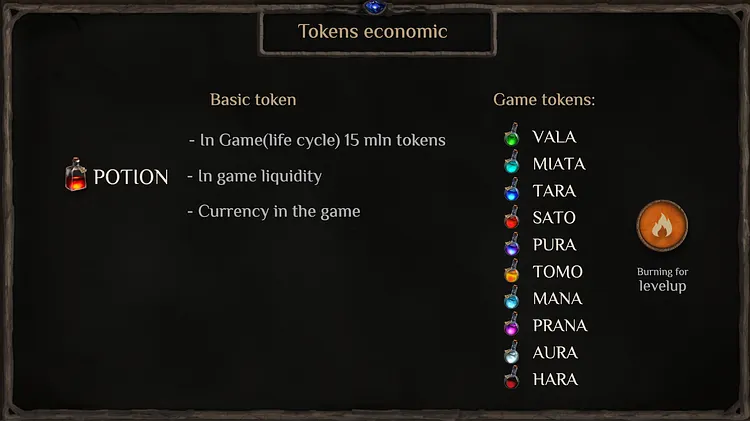 Tokens economic
Basic token
POTION
- In Game(life cycle) 15 mln tokens
- In game liquidity
- Currency in the game
Game tokens:
VALA
MIATA
TARA
SATO
PURA
TOMO
MANA
PRANA
AURA
HARA
Burning for
levelup